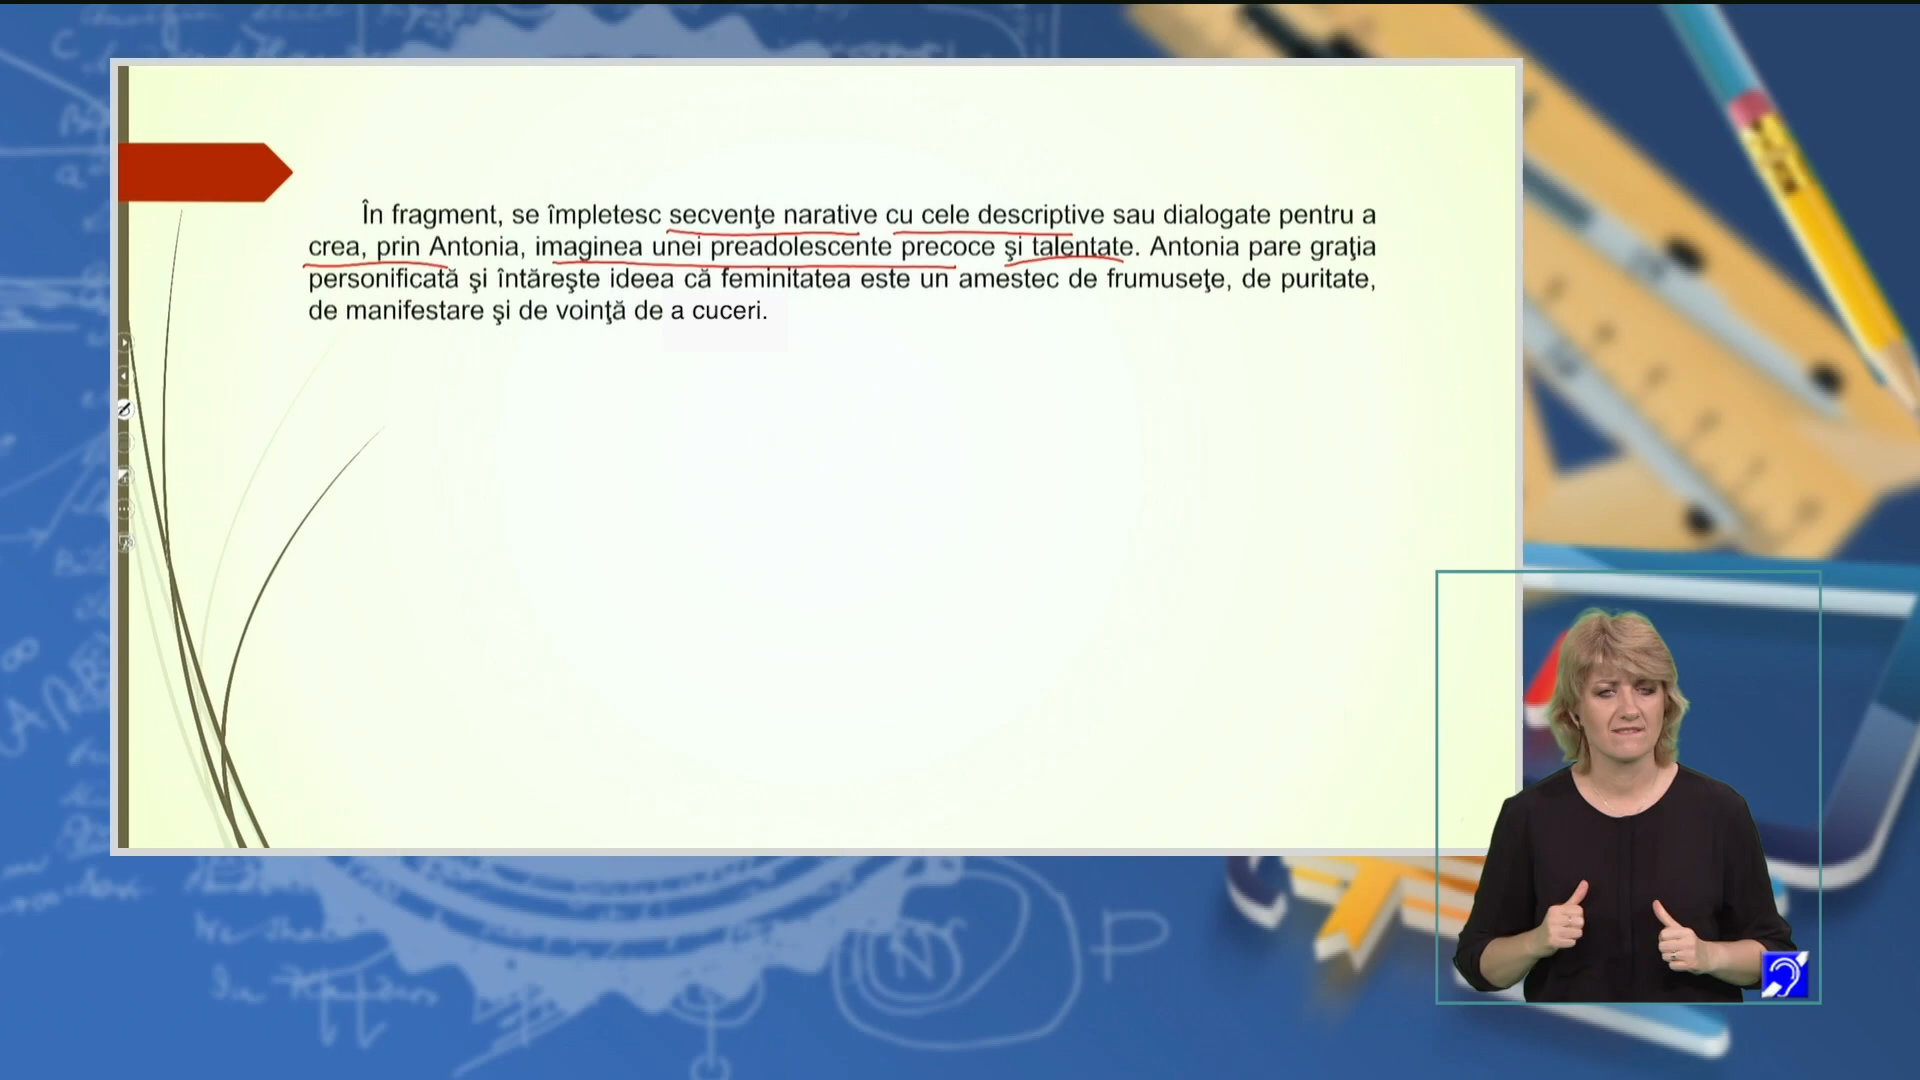 În fragment, se împletesc secvenţe narative cu cele descriptive sau dialogate pentru a
crea, prin Antonia, imaginea unei preadolescente precoce şi talentate. Antonia pare graţia
personificată şi întăreşte ideea că feminitatea este un amestec de frumuseţe, de puritate,
de manifestare şi de voinţă de a cuceri.
N
P